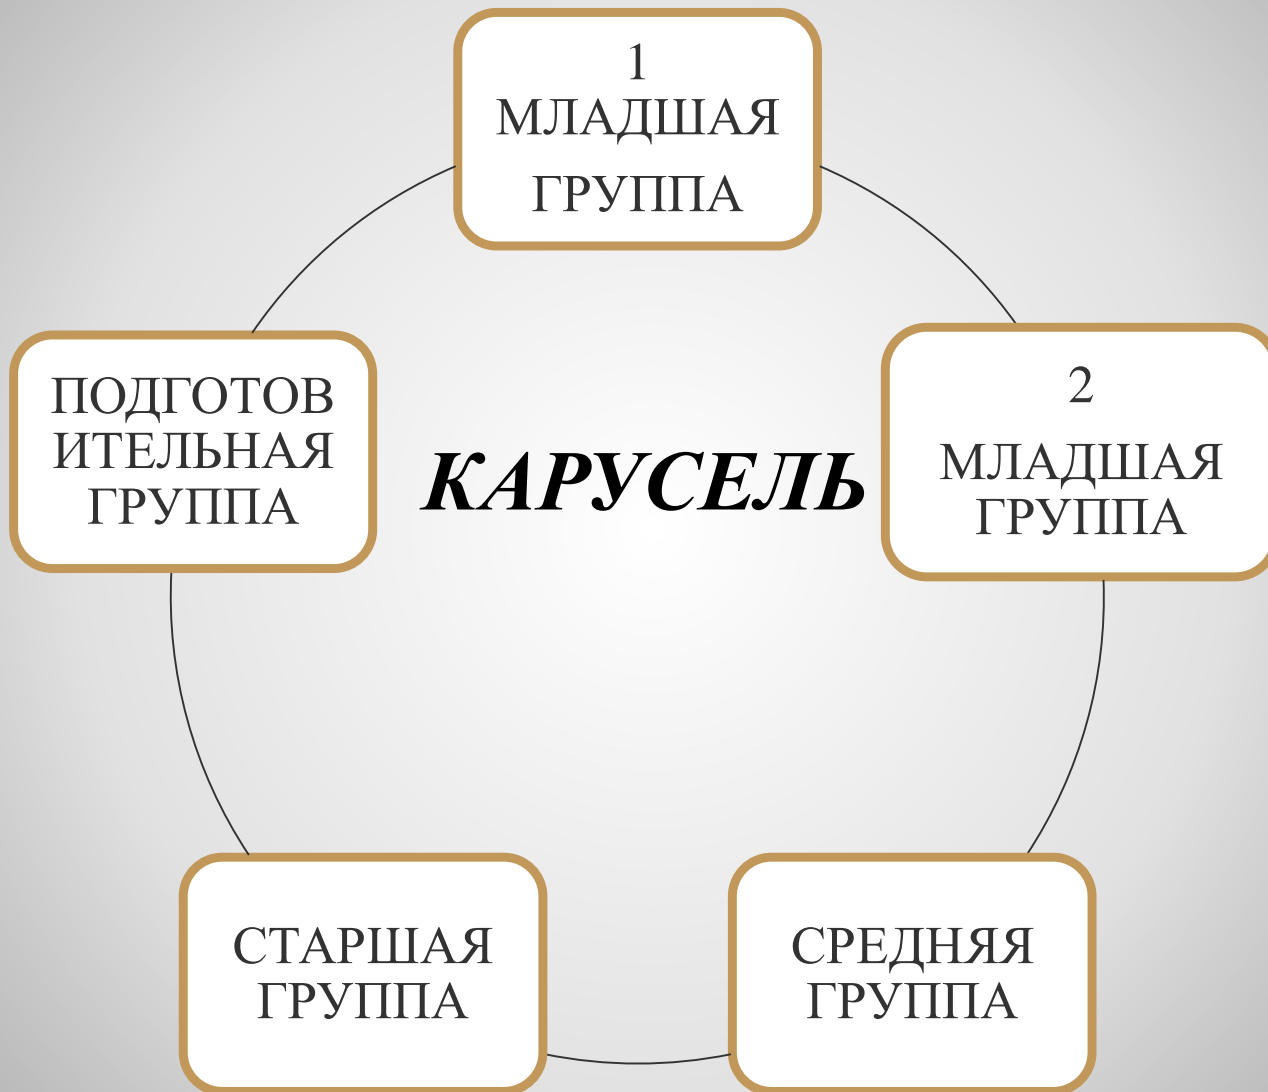 1
МЛАДШАЯ
ГРУППА
ПОДГОТОВ
ИТЕЛЬНАЯ
ГРУППА
КАРУСЕЛЬ
2
МЛАДШАЯ
ГРУППА
СТАРШАЯ
ГРУППА
СРЕДНЯЯ
ГРУППА